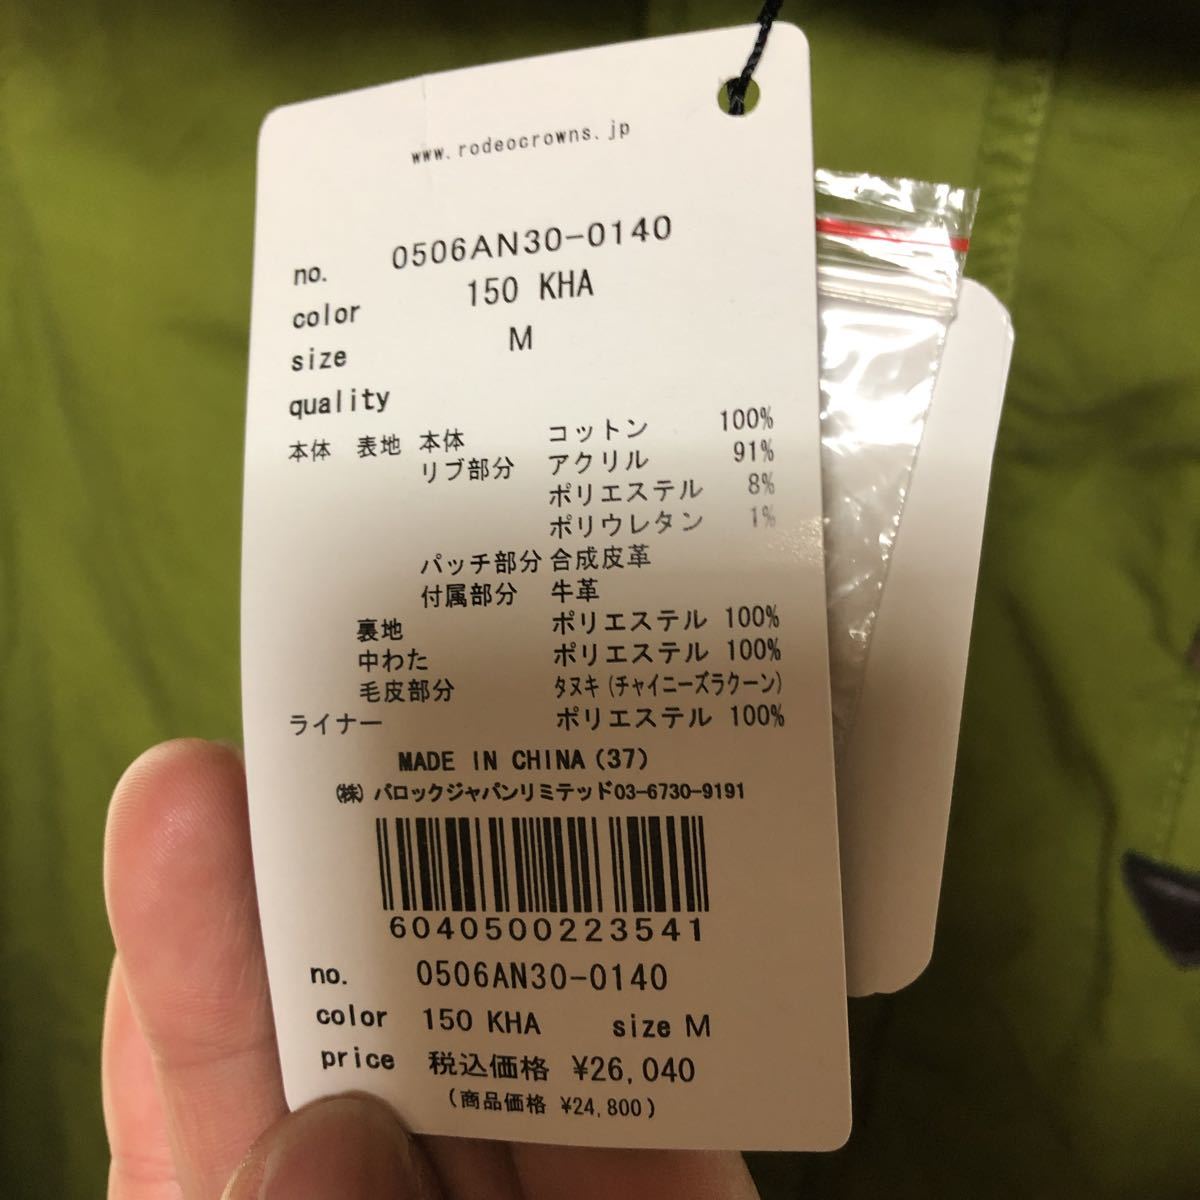 www.rodeocrowns.jp
no. 0506AN30-0140
color 150 KHA
size M
quality
本体 表地 本体 コットン 100%
リブ部分 アクリル 91%
ポリエステル 8%
ポリウレタン 1%
パッチ部分 合成皮革
付属部分 牛革
裏地 ポリエステル 100%
中わた ポリエステル 100%
毛皮部分 タヌキ(チャイニーズラクーン)
ライナー ポリエステル 100%
MADE IN CHINA(37)
(株)バロックジャパンリミテッド03-6730-9191
6040500223541
no. 0506AN30-0140
color 150 KHA size M
price 税込価格 ¥26,040
(商品価格 ¥24,800)